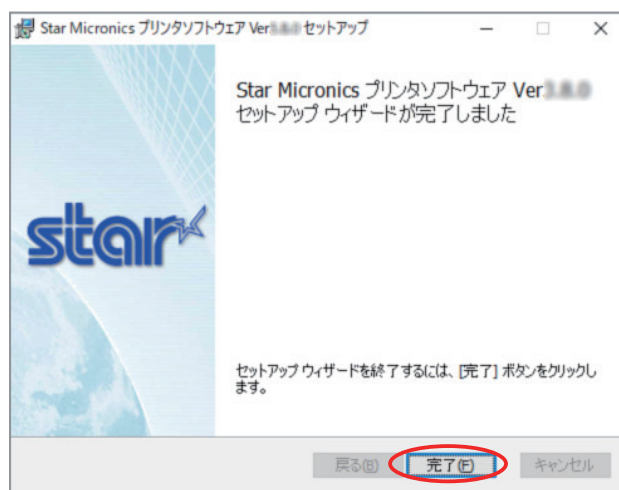 Star Micronics プリンタソフトウェア Ver セットアップ
Star Micronics プリンタソフトウェア Ver
セットアップ ウィザードが完了しました
star
セットアップ ウィザードを終了するには、[完了] ボタンをクリックし
ます。
戻る(B) 完了(F) キャンセル